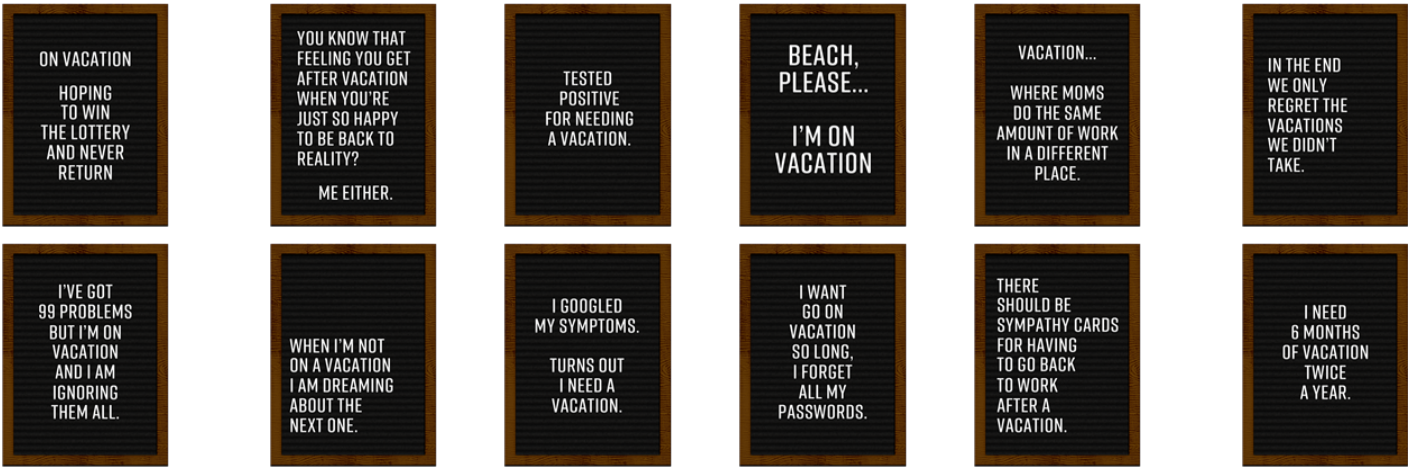 ON VACATION
HOPING
TO WIN
THE LOTTERY
AND NEVER
RETURN
YOU KNOW THAT
FEELING YOU GET
AFTER VACATION
WHEN YOU'RE
JUST SO HAPPY
TO BE BACK TO
REALITY?
ME EITHER.
TESTED
POSITIVE
FOR NEEDING
A VACATION.
BEACH,
PLEASE...
I'M ON
VACATION
VACATION...
WHERE MOMS
DO THE SAME
AMOUNT OF WORK
IN A DIFFERENT
PLACE.
IN THE END
WE ONLY
REGRET THE
VACATIONS
WE DIDN'T
TAKE.
I'VE GOT
99 PROBLEMS
BUT I'M ON
VACATION
AND I AM
IGNORING
THEM ALL.
WHEN I'M NOT
ON A VACATION
I AM DREAMING
ABOUT THE
NEXT ONE.
I GOOGLED
MY SYMPTOMS.
TURNS OUT
I NEED A
VACATION.
I WANT
GO ON
VACATION
SO LONG,
I FORGET
ALL MY
PASSWORDS.
THERE
SHOULD BE
SYMPATHY CARDS
FOR HAVING
TO GO BACK
TO WORK
AFTER A
VACATION.
I NEED
6 MONTHS
OF VACATION
TWICE
A YEAR.